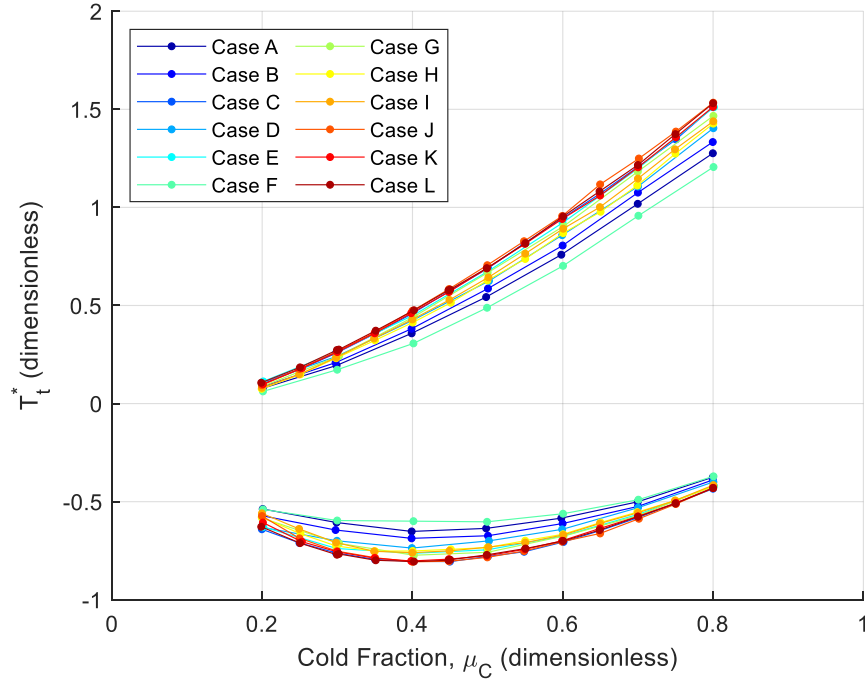 2
1.5
1
0.5
0
-0.5
-1
0
0.2
0.4
0.6
0.8
1
T*t (dimensionless)
Cold Fraction, μC (dimensionless)
Case A
Case B
Case C
Case D
Case E
Case F
Case G
Case H
Case I
Case J
Case K
Case L